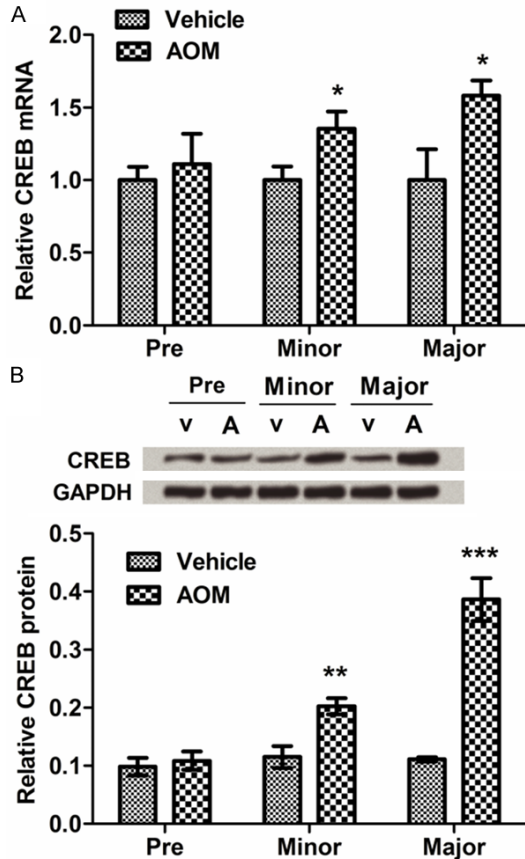 A
Vehicle
AOM
Relative CREB mRNA
2.0
1.5
1.0
0.5
0.0
* *
Pre Minor Major
B
Pre Minor Major
v A v A v A
CREB
GAPDH
Relative CREB protein
0.5
0.4
0.3
0.2
0.1
0.0
Vehicle
AOM
** ***
Pre Minor Major